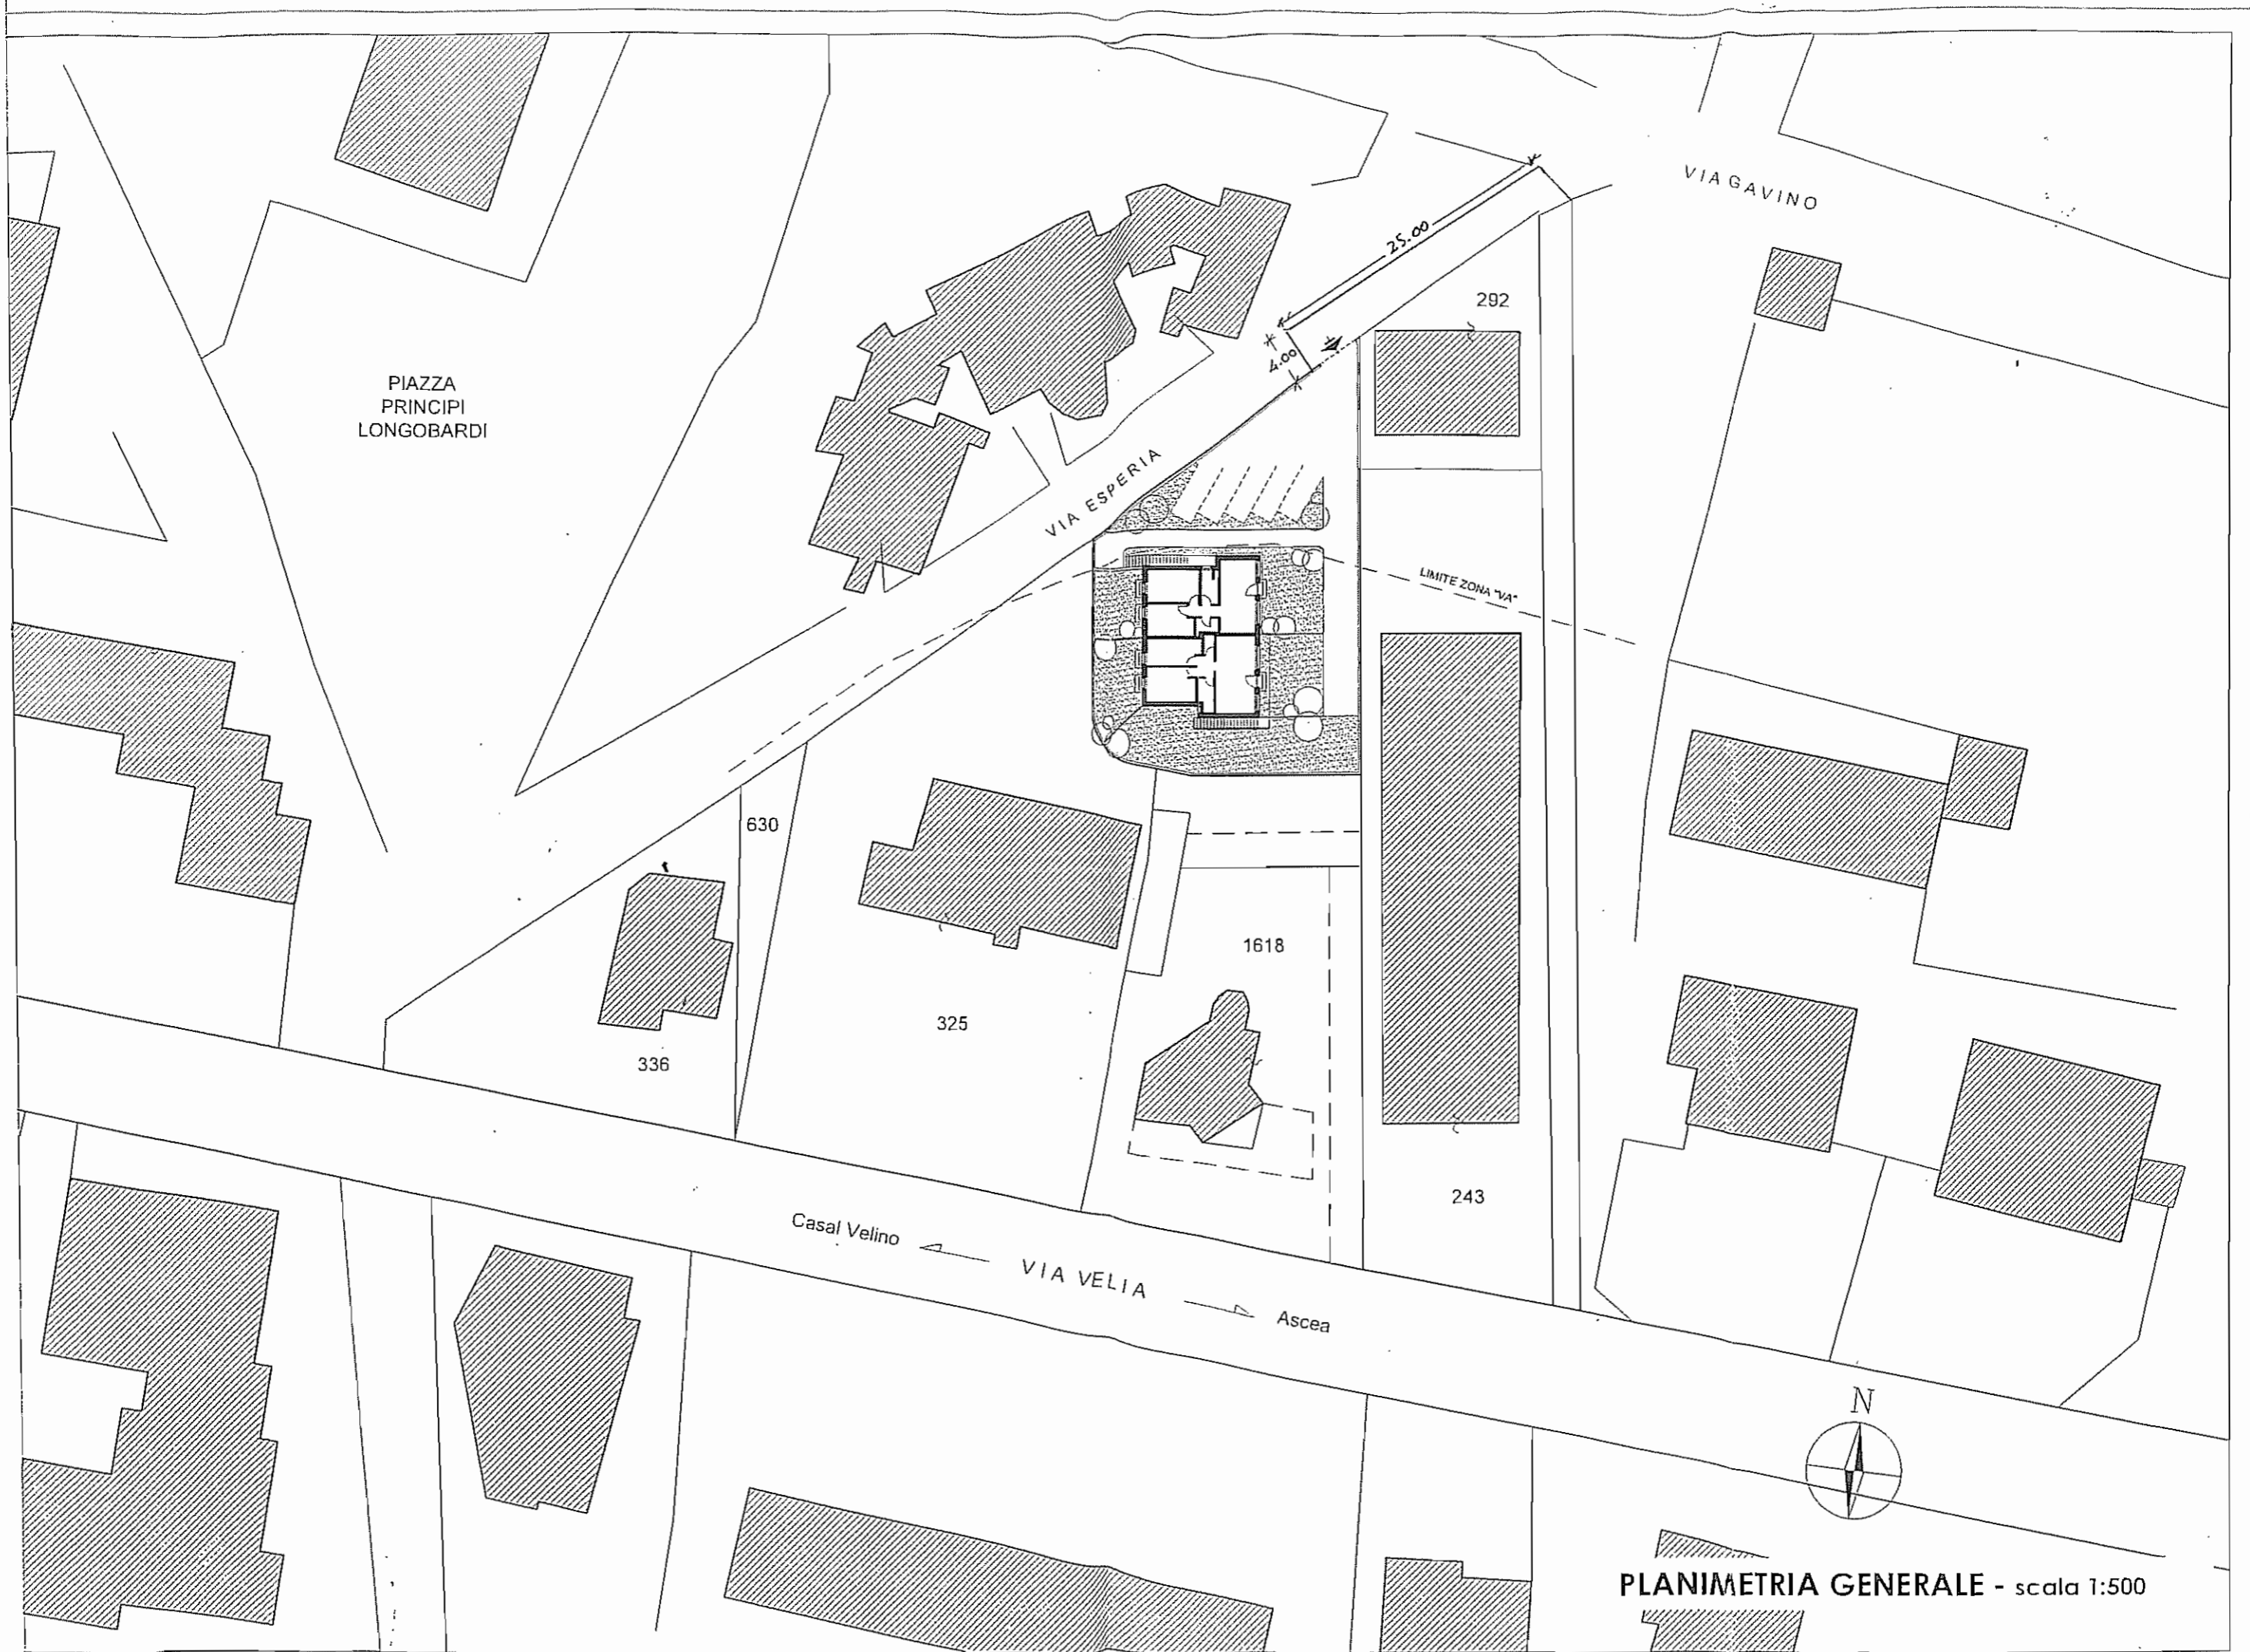 VIA GAVINO
25.00
292
4.00
PIAZZA
PRINCIPI
LONGOBARDI
VIA ESPERIA
LIMITE ZONA "VA"
630
1618
325
336
243
Casal Velino
VIA VELIA
Ascea
N
PLANIMETRIA GENERALE - scala 1:500